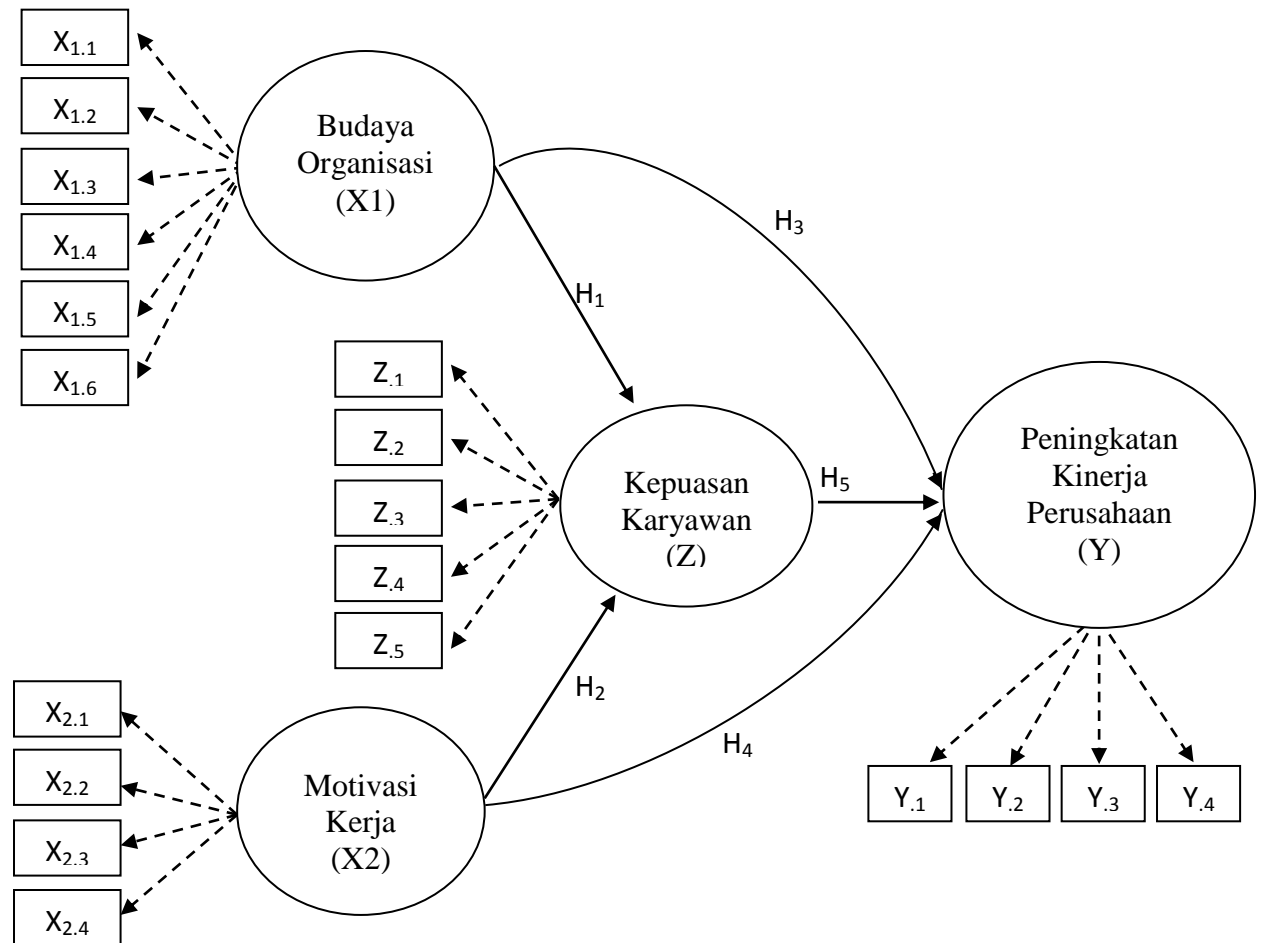 X1.1
X1.2
X1.3
X1.4
X1.5
X1.6
Budaya
Organisasi
(X1)
H3
H1
Z.1
Z.2
Z.3
Z.4
Z.5
Kepuasan
Karyawan
(Z)
H5
Peningkatan
Kinerja
Perusahaan
(Y)
H2
H4
X2.1
X2.2
X2.3
X2.4
Motivasi
Kerja
(X2)
Y.1
Y.2
Y.3
Y.4